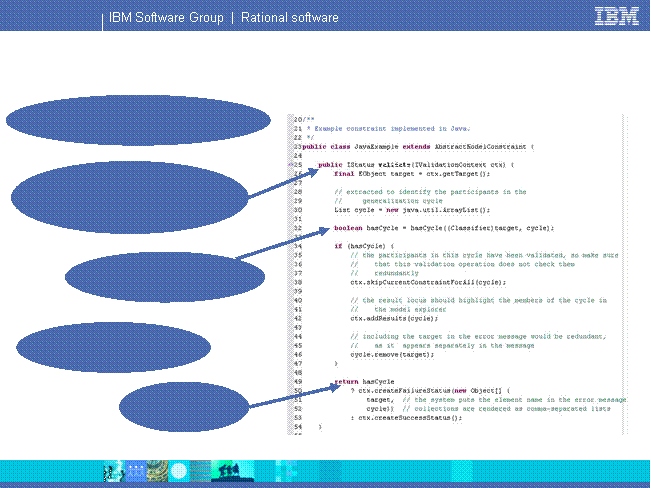 IBM Software Group | Rational software
IBM
20 /**
21 * Example constraint implemented in Java.
22 */
23 public class JavaExample extends AbstractModelConstraint {
24
25 public IStatus validate(IValidationContext ctx) {
26 final EObject target = ctx.getTarget();
27
28 // extracted to identify the participants in the
29 // generalization cycle
30 List cycle = new java.util.ArrayList();
31
32 boolean hasCycle = hasCycle((Classifier)target, cycle);
33
34 if (hasCycle) {
35 // the participants in this cycle have been validated, so make sure
36 // that this validation operation does not check them
37 // redundantly
38 ctx.skipCurrentConstraintForAll(cycle);
39
40 // the result locus should highlight the members of the cycle in
41 // the model explorer
42 ctx.addResults(cycle);
43
44 // including the target in the error message would be redundant,
45 // as it appears separately in the message
46 cycle.remove(target);
47 }
48
49 return hasCycle
50 ? ctx.createFailureStatus(new Object[] {
51 target, // the system puts the element name in the error message
52 cycle}) // collections are rendered as comma-separated lists
53 : ctx.createSuccessStatus();
54 }